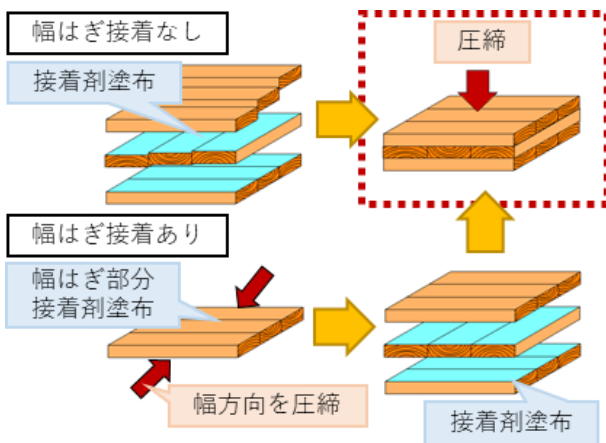 幅はぎ接着なし
接着剤塗布
圧締
幅はぎ接着あり
幅はぎ部分
接着剤塗布
幅方向を圧締
接着剤塗布